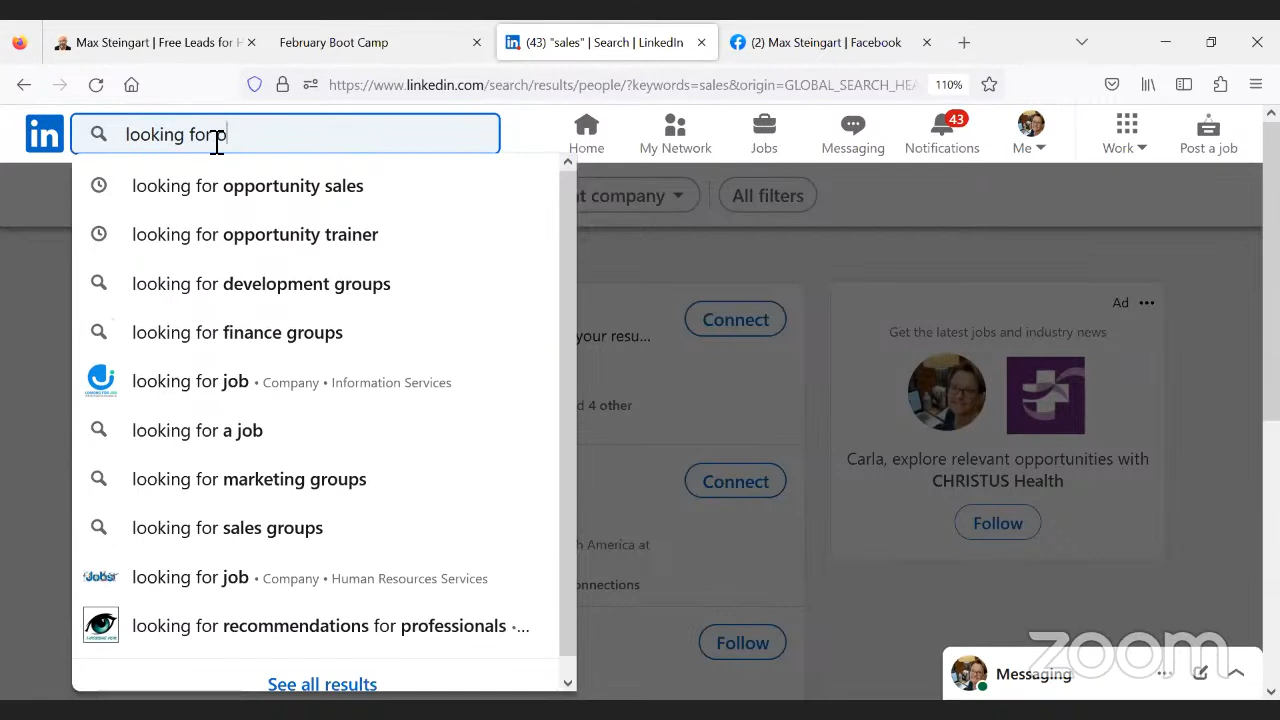 Max Steingart | Free Leads for H
February Boot Camp
(43) "sales" | Search | LinkedIn
(2) Max Steingart | Facebook
https://www.linkedin.com/search/results/people/?keywords=sales&origin=GLOBAL_SEARCH_HEA
110%
in
looking for o
Home
My Network
Jobs
Messaging
43
Notifications
Me
Work
Post a job
looking for opportunity sales
looking for opportunity trainer
looking for development groups
looking for finance groups
looking for job • Company • Information Services
looking for a job
looking for marketing groups
looking for sales groups
Jobs
looking for job • Company • Human Resources Services
looking for recommendations for professionals •...
See all results
nt company
All filters
your resu...
Connect
d 4 other
Connect
h America at
onnections
Follow
Ad •••
Get the latest jobs and industry news
Carla, explore relevant opportunities with
CHRISTUS Health
Follow
Messaging
zoom